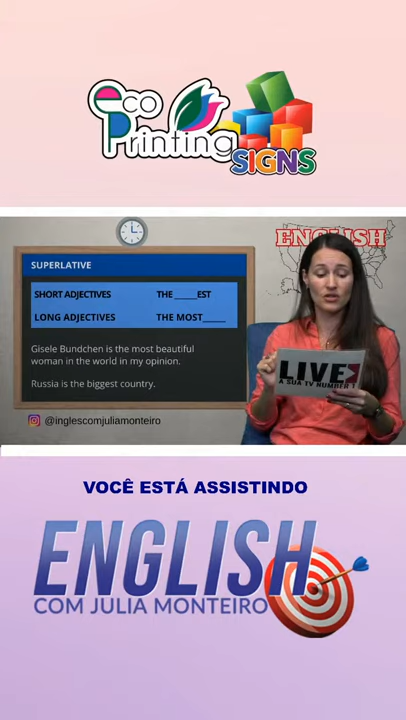 eco
Printing
SIGNS
ENGLISH
SUPERLATIVE
SHORT ADJECTIVES THE _____EST
LONG ADJECTIVES THE MOST_____
Gisele Bundchen is the most beautiful
woman in the world in my opinion.
Russia is the biggest country.
@inglescomjuliamonteiro
LIVE
A SUA TV NUMBER 1
VOCÊ ESTÁ ASSISTINDO
ENGLISH
COM JULIA MONTEIRO